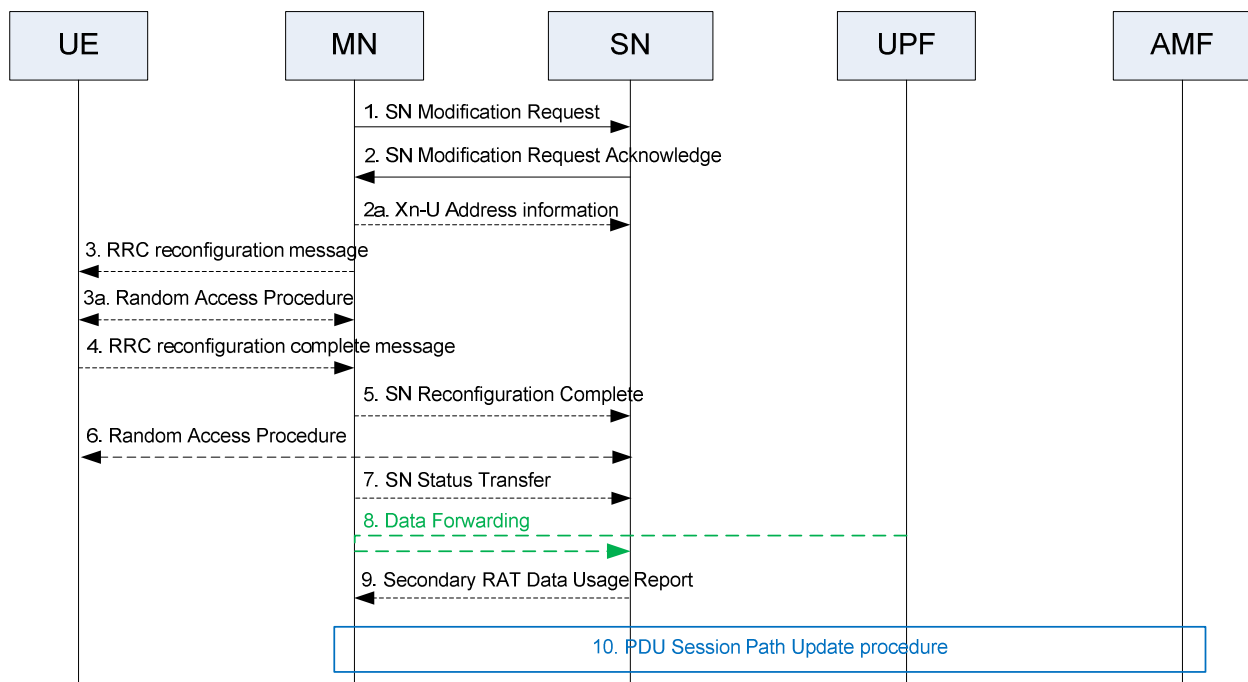 UE
MN
SN
UPF
AMF
1. SN Modification Request
2. SN Modification Request Acknowledge
2a. Xn-U Address information
3. RRC reconfiguration message
3a. Random Access Procedure
4. RRC reconfiguration complete message
5. SN Reconfiguration Complete
6. Random Access Procedure
7. SN Status Transfer
8. Data Forwarding
9. Secondary RAT Data Usage Report
10. PDU Session Path Update procedure